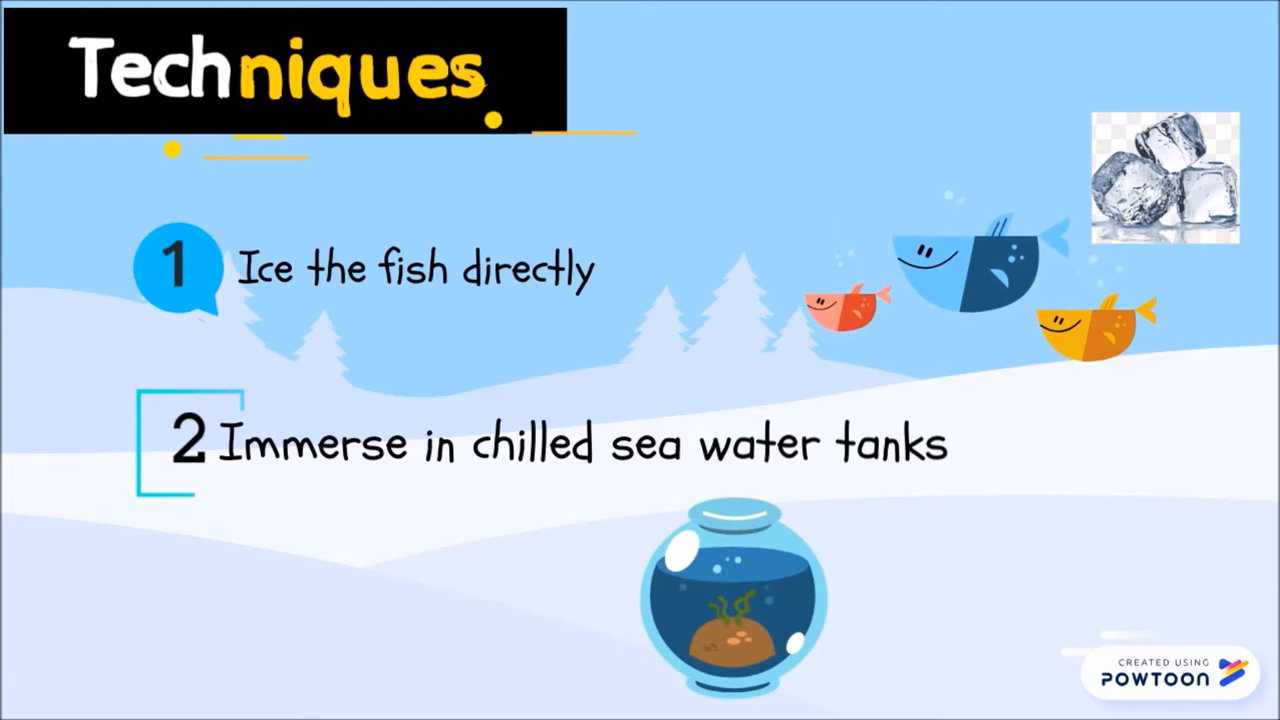 Techniques
1 Ice the fish directly
2 Immerse in chilled sea water tanks
CREATED USING
POWTOON